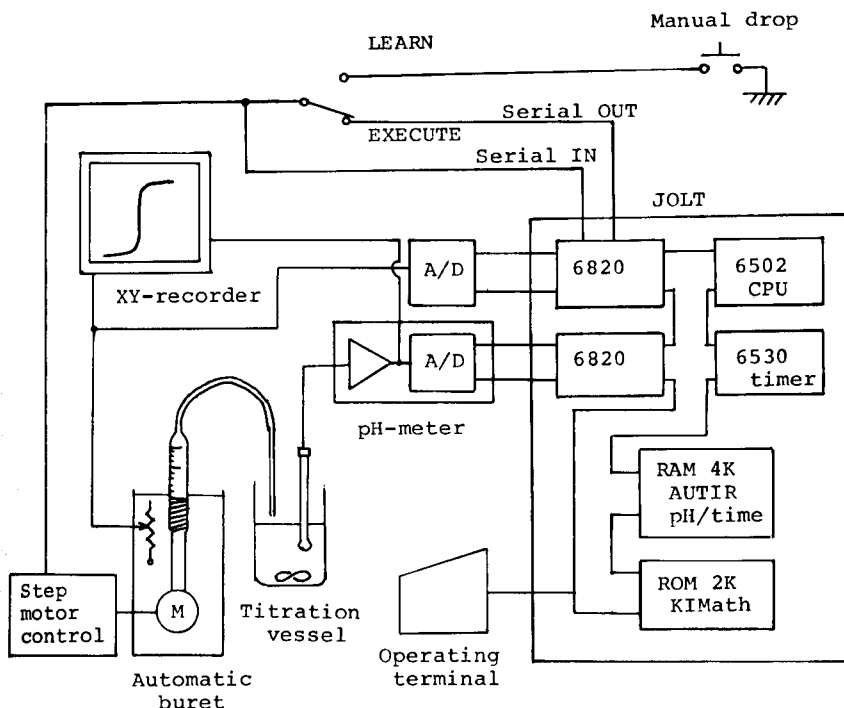 Manual drop
LEARN
Serial OUT
EXECUTE
Serial IN
JOLT
XY-recorder
A/D
6820
6502
CPU
A/D
6820
6530
timer
pH-meter
RAM 4K
AUTIR
pH/time
ROM 2K
KIMath
Step
motor
control
M
Titration
vessel
Operating
terminal
Automatic
buret